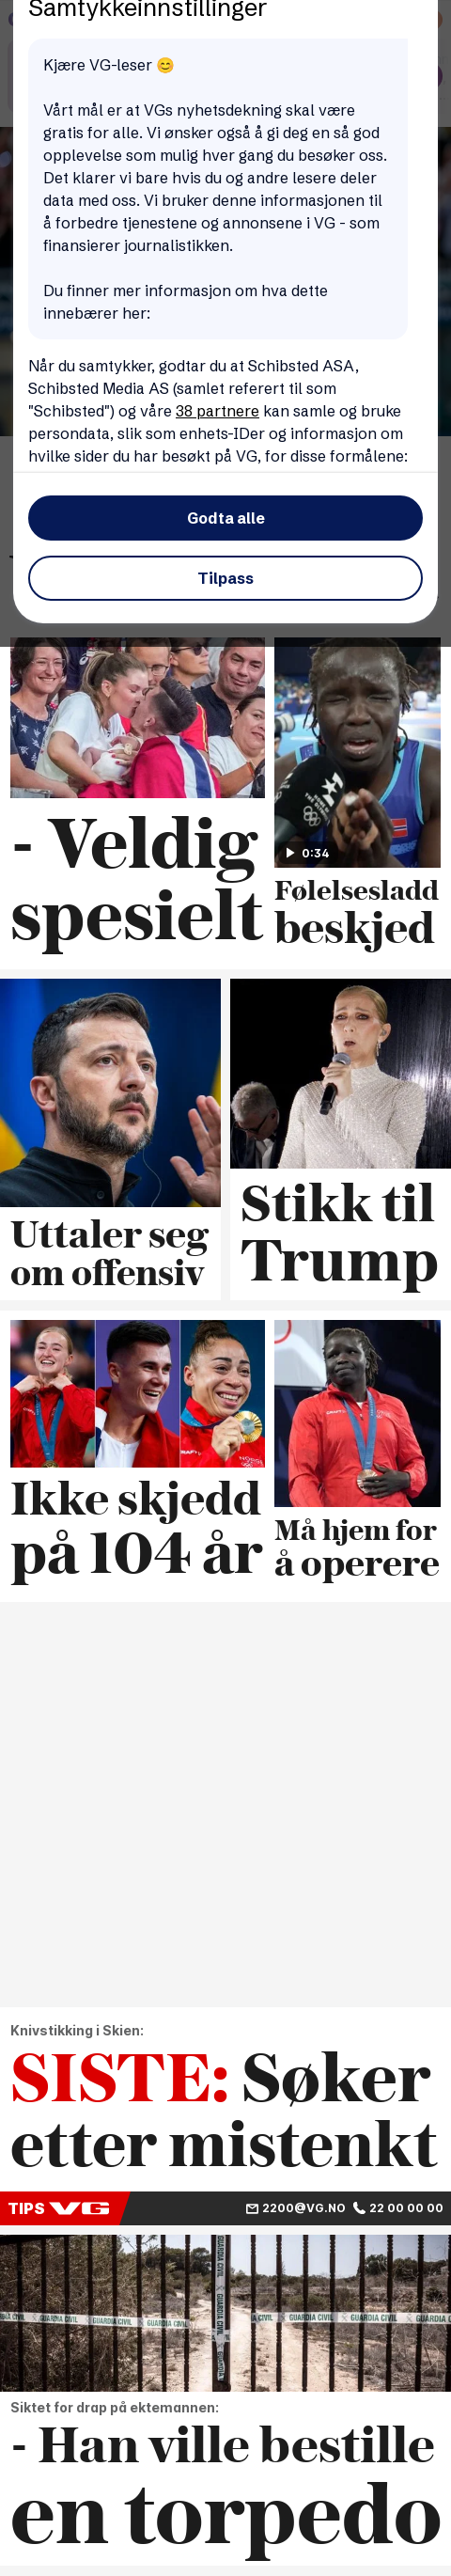 Samtykkeinnstillinger
Kjære VG-leser 😊
Vårt mål er at VGs nyhetsdekning skal være
gratis for alle. Vi ønsker også å gi deg en så god
opplevelse som mulig hver gang du besøker oss.
Det klarer vi bare hvis du og andre lesere deler
data med oss. Vi bruker denne informasjonen til
å forbedre tjenestene og annonsene i VG - som
finansierer journalistikken.
Du finner mer informasjon om hva dette
innebærer her:
Når du samtykker, godtar du at Schibsted ASA,
Schibsted Media AS (samlet referert til som
"Schibsted") og våre 38 partnere kan samle og bruke
persondata, slik som enhets-IDer og informasjon om
hvilke sider du har besøkt på VG, for disse formålene:
Godta alle
Tilpass
- Veldig
spesielt
0:34
Følelsesladd
beskjed
Uttaler seg
om offensiv
Stikk til
Trump
Ikke skjedd
på 104 år
Må hjem for
å operere
Knivstikking i Skien:
SISTE: Søker
etter mistenkt
TIPS VG
2200@VG.NO 22 00 00 00
GUARDIA CIVIL GUARDIA CIVIL GUARDIA CIVIL GUARDIA CIVIL
Siktet for drap på ektemannen:
- Han ville bestille
en torpedo